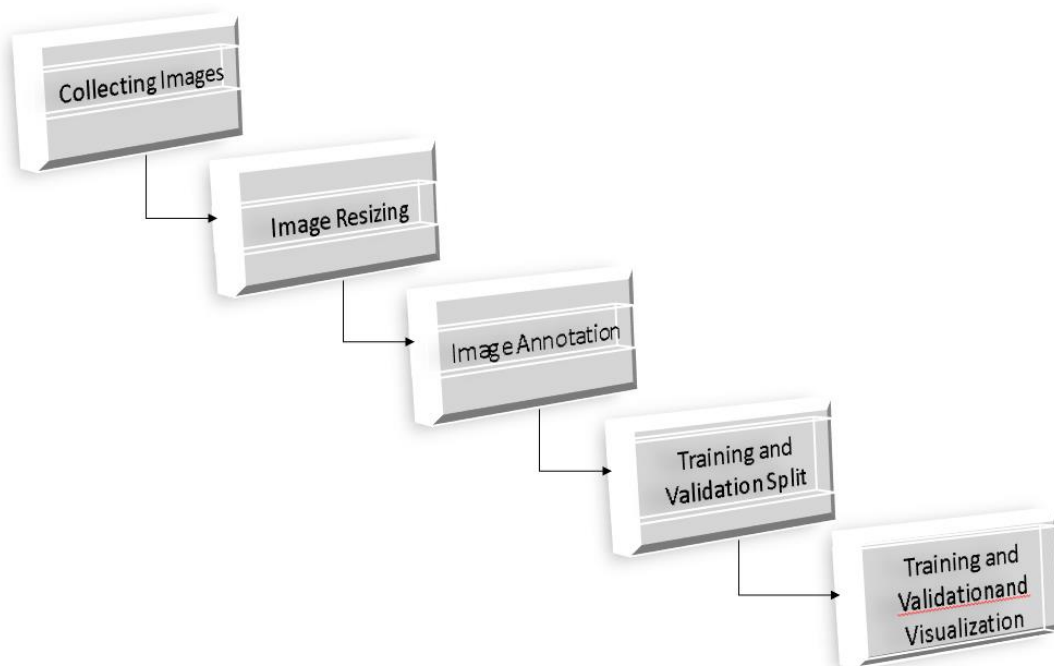 Collecting Images
Image Resizing
Image Annotation
Training and
Validation Split
Training and
Validationand
Visualization